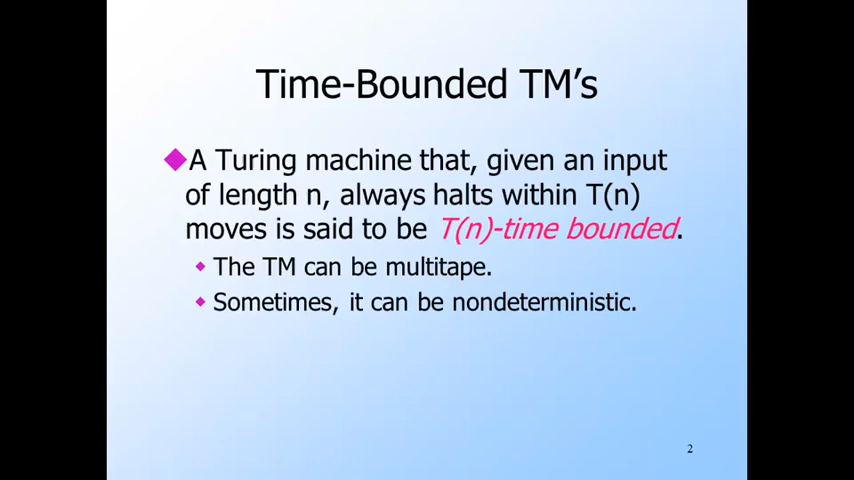 Time-Bounded TM’s
A Turing machine that, given an input
of length n, always halts within T(n)
moves is said to be T(n)-time bounded.
The TM can be multitape.
Sometimes, it can be nondeterministic.
2